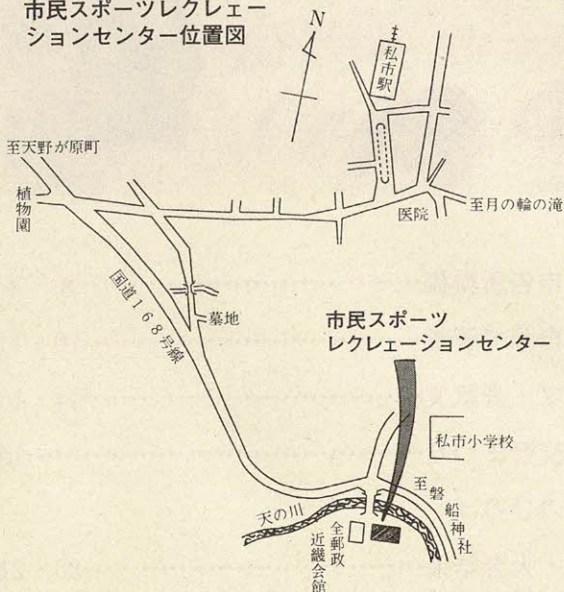 市民スポーツレクレェー
ションセンター位置図
N
私市駅
至天野が原町
植物園
医院
至月の輪の滝
国道168号線
墓地
市民スポーツ
レクレェーションセンター
私市小学校
至磐船神社
天の川
全郵政
近畿会館